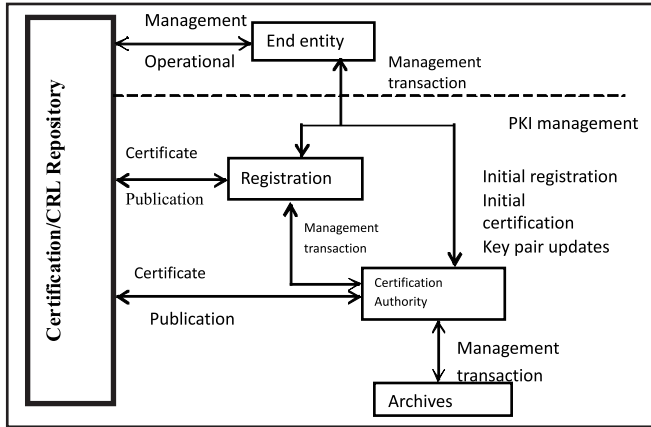 Certification/CRL Repository
Management
Operational
End entity
Management
transaction
PKI management
Certificate
Publication
Registration
Initial registration
Initial
certification
Key pair updates
Management
transaction
Certificate
Publication
Certification
Authority
Management
transaction
Archives